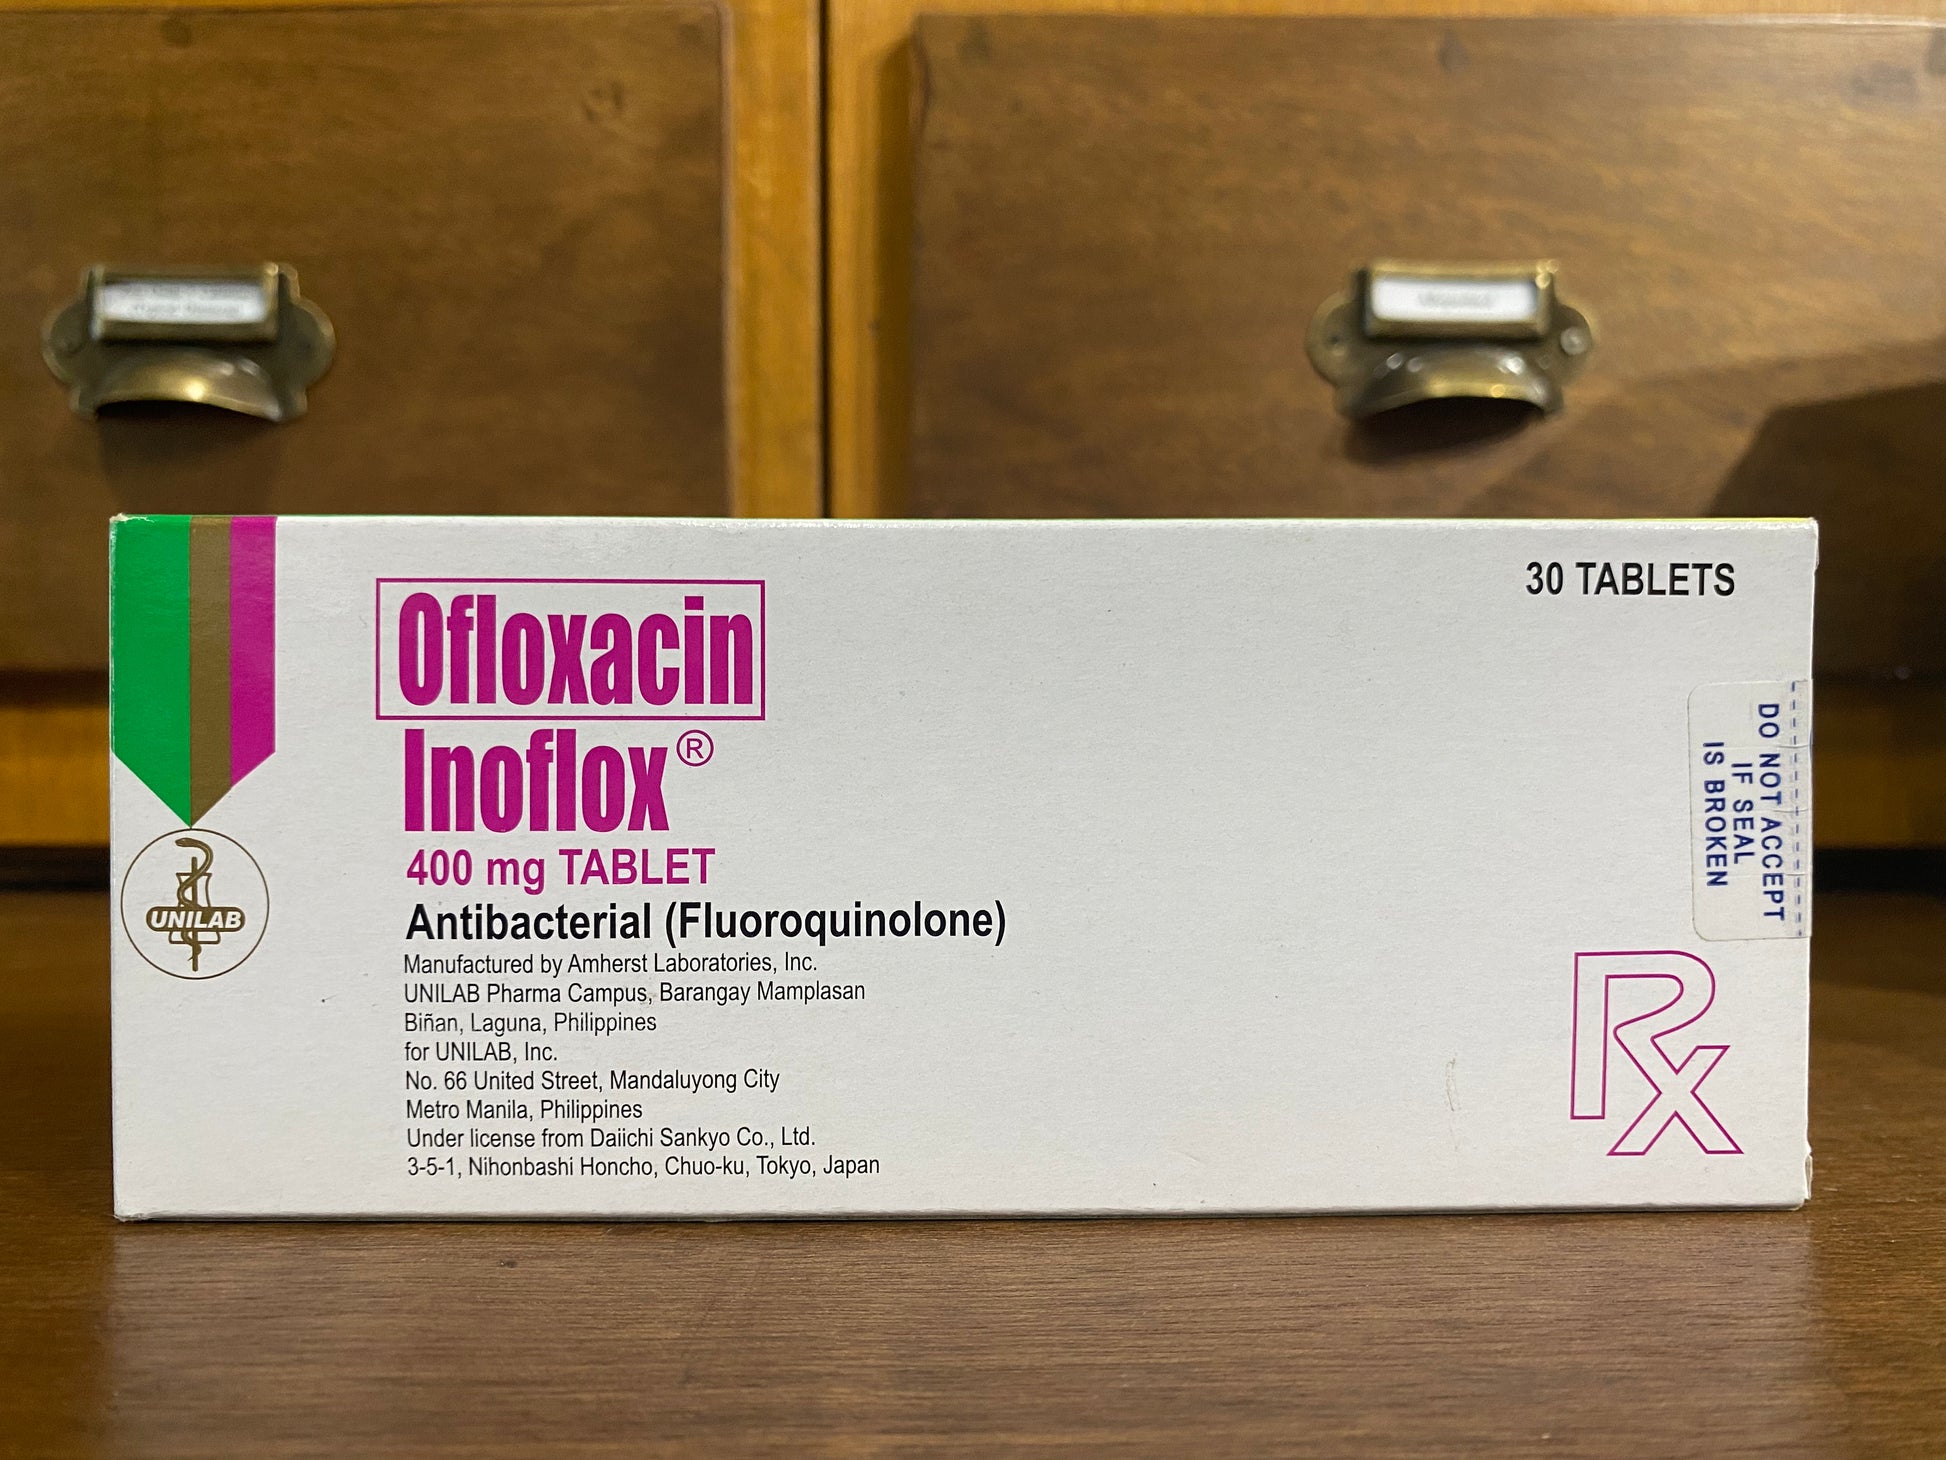 30 TABLETS
Ofloxacin
Inoflox®
400 mg TABLET
Antibacterial (Fluoroquinolone)
Manufactured by Amherst Laboratories, Inc.
UNILAB Pharma Campus, Barangay Mamplasan
Biñan, Laguna, Philippines
for UNILAB, Inc.
No. 66 United Street, Mandaluyong City
Metro Manila, Philippines
Under license from Daiichi Sankyo Co., Ltd.
3-5-1, Nihonbashi Honcho, Chuo-ku, Tokyo, Japan
UNILAB
DO NOT ACCEPT
IF SEAL
IS BROKEN
Rx